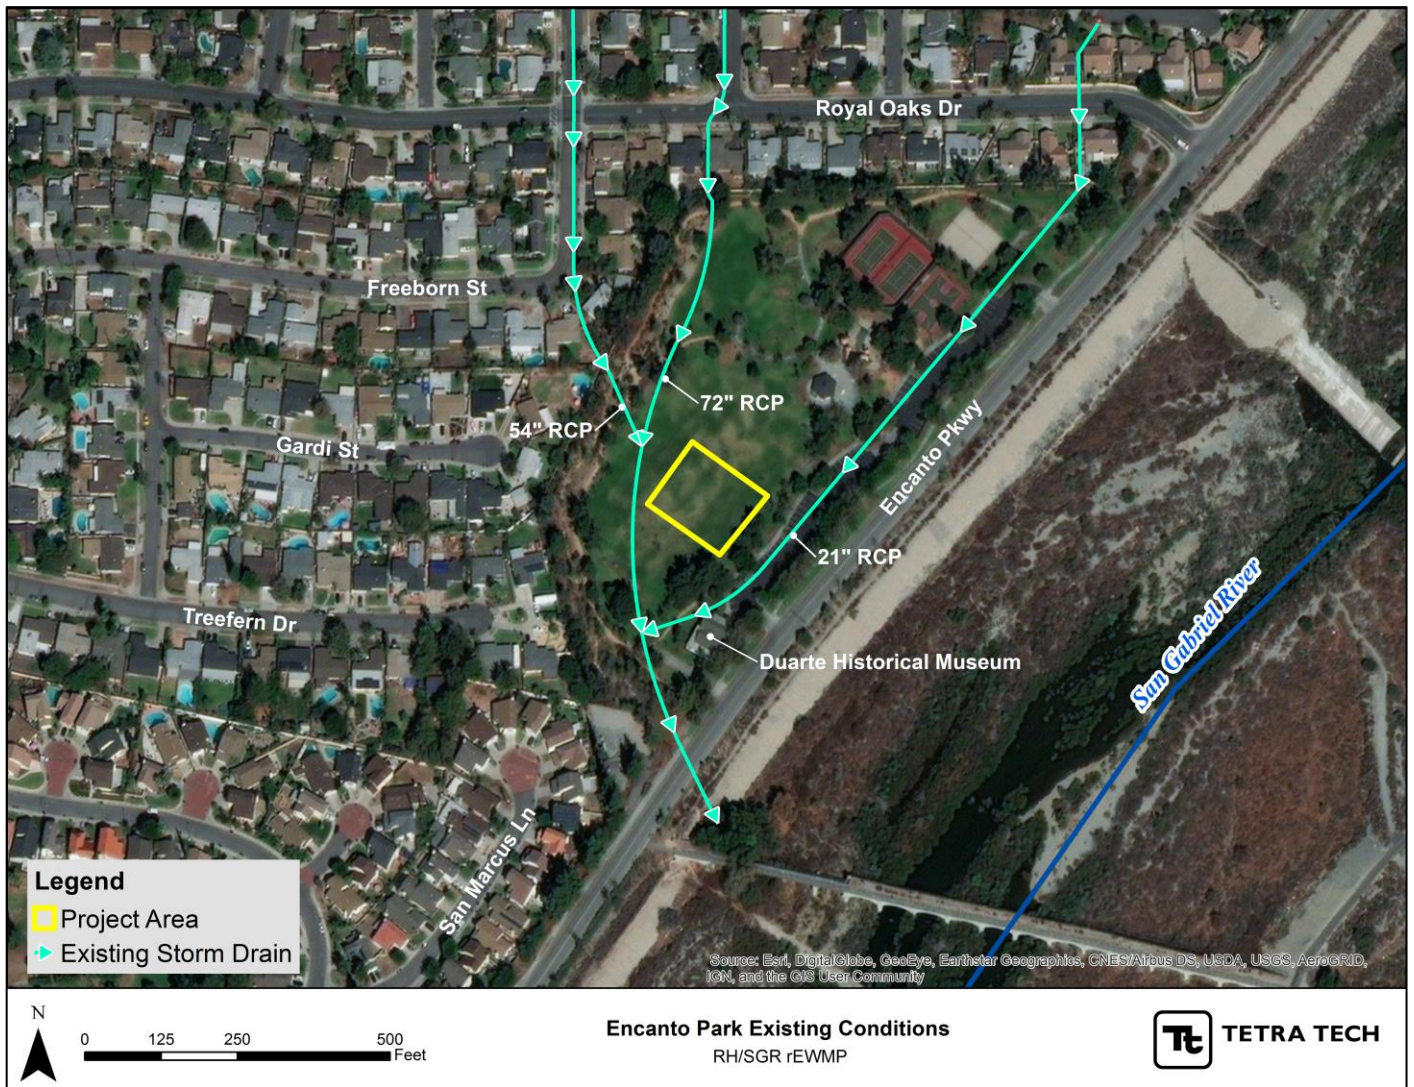 Royal Oaks Dr
Freeborn St
72" RCP
54" RCP
Gardi St
Encanto Pkwy
21" RCP
San Gabriel River
Treefern Dr
Duarte Historical Museum
San Marcus Ln
Legend
Project Area
Existing Storm Drain
Source: Esri, DigitalGlobe, GeoEye, Earthstar Geographics, CNES/Airbus DS, USDA, USGS, AeroGRID,
IGN, and the GIS User Community
N
0 125 250 500
Feet
Encanto Park Existing Conditions
RH/SGR rEWMP
Tt
TETRA TECH